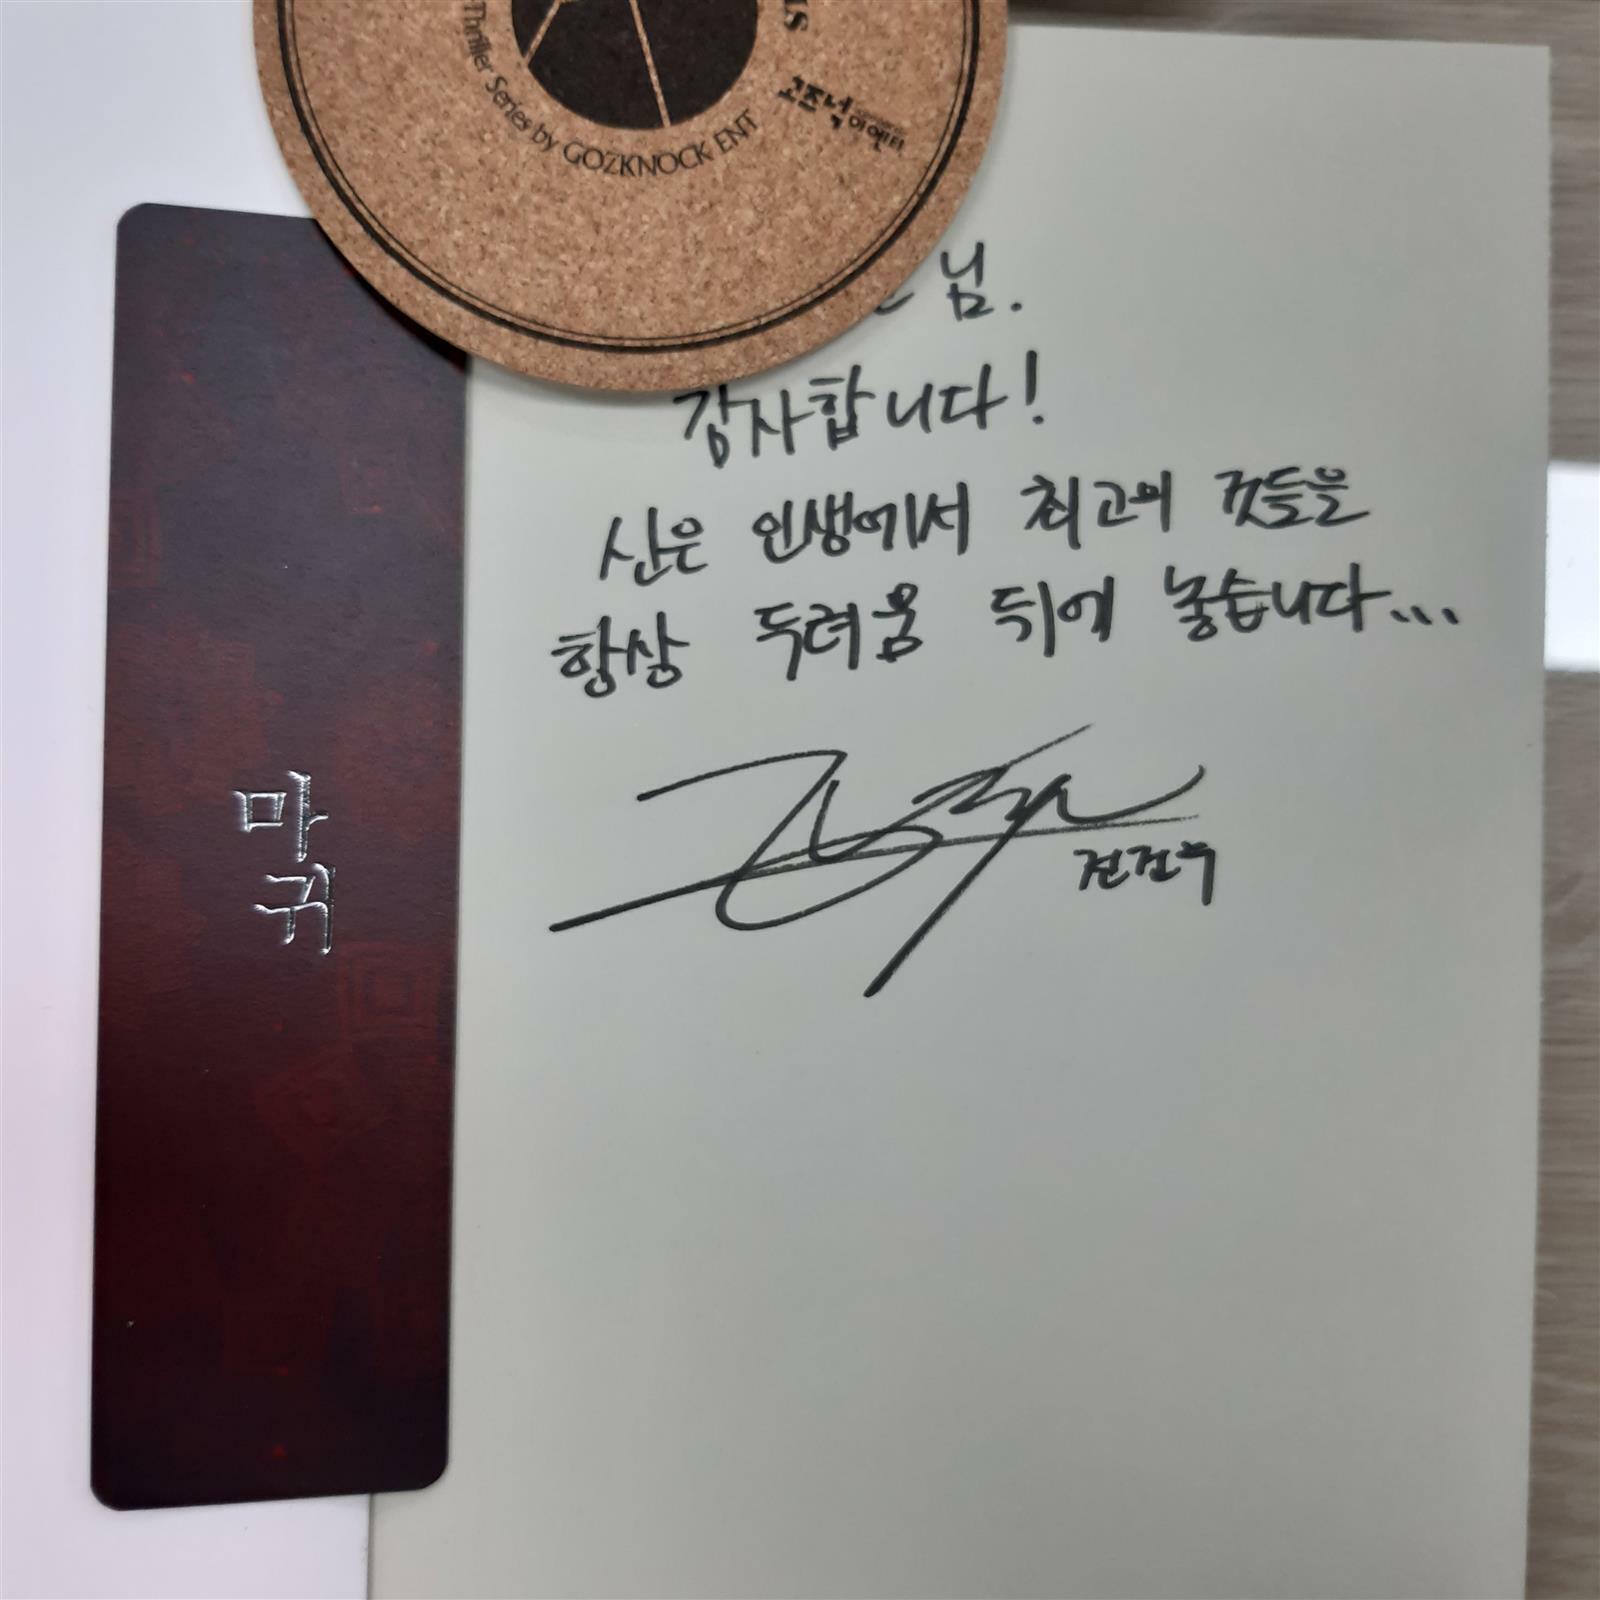 Thriller Series by GOZKNOCK ENT
고즈넉이엔티
님.
감사합니다!
신은 인생에서 최고의 것들을
항상 두려움 뒤에 놓습니다...
전건우
마귀